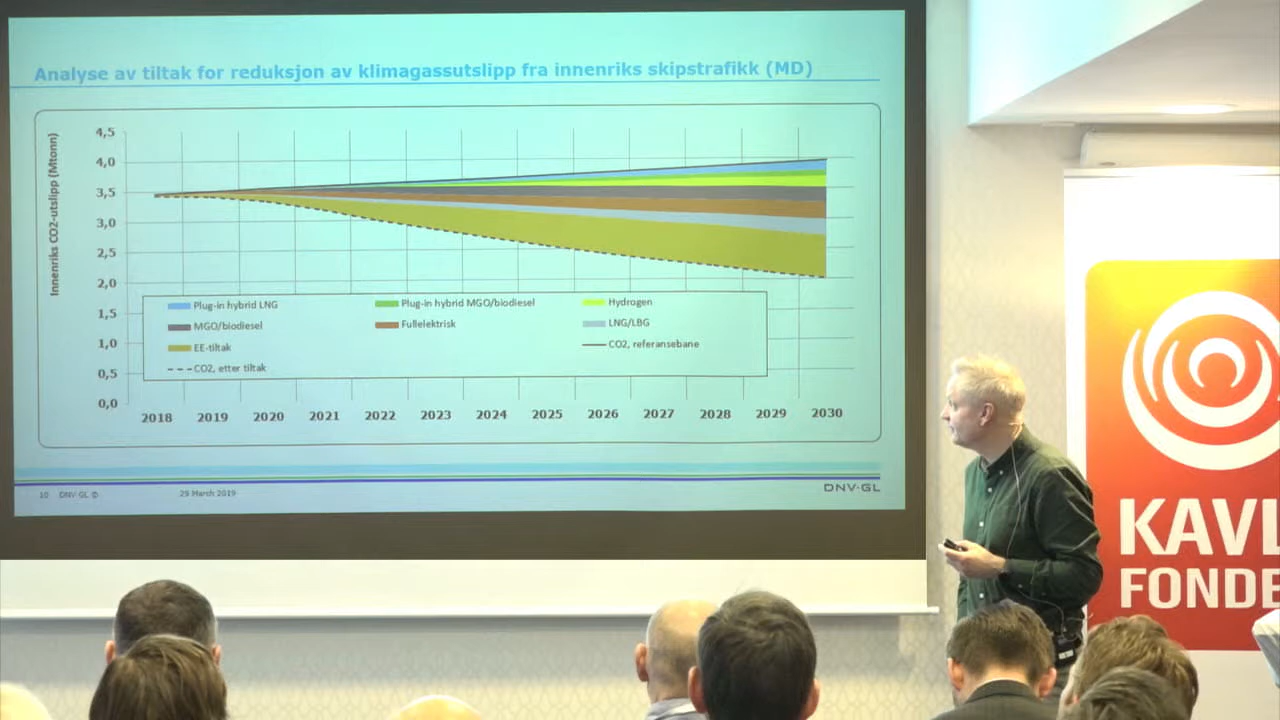 Analyse av tiltak for reduksjon av klimagassutslipp fra innenriks skipstrafikk (MD)
Innenriks CO2-utslipp (Mtonn)
4,5
4,0
3,5
3,0
2,5
2,0
1,5
1,0
0,5
0,0
Plug-in hybrid LNG
Plug-in hybrid MGO/biodiesel
Hydrogen
MGO/biodiesel
Fullelektrisk
LNG/LBG
EE-tiltak
CO2, referansebane
CO2, etter tiltak
2018 2019 2020 2021 2022 2023 2024 2025 2026 2027 2028 2029 2030
10 DNV GL © 29 March 2019 DNV·GL
KAVL
FONDE